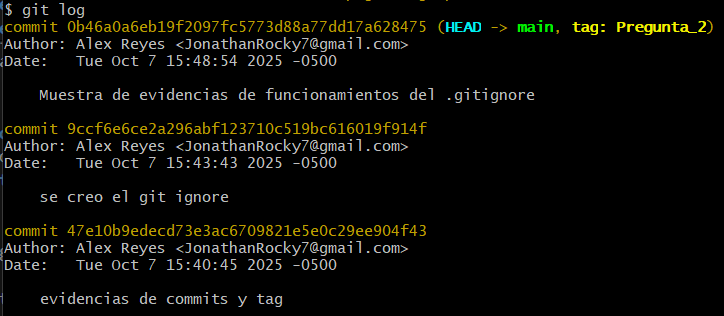 $ git log
commit 0b46a0a6eb19f2097fc5773d88a77dd17a628475 (HEAD -> main, tag: Pregunta_2)
Author: Alex Reyes <JonathanRocky7@gmail.com>
Date:   Tue Oct 7 15:48:54 2025 -0500
Muestra de evidencias de funcionamientos del .gitignore
commit 9ccf6e6ce2a296abf123710c519bc616019f914f
Author: Alex Reyes <JonathanRocky7@gmail.com>
Date:   Tue Oct 7 15:43:43 2025 -0500
se creo el git ignore
commit 47e10b9edecd73e3ac6709821e5e0c29ee904f43
Author: Alex Reyes <JonathanRocky7@gmail.com>
Date:   Tue Oct 7 15:40:45 2025 -0500
evidencias de commits y tag